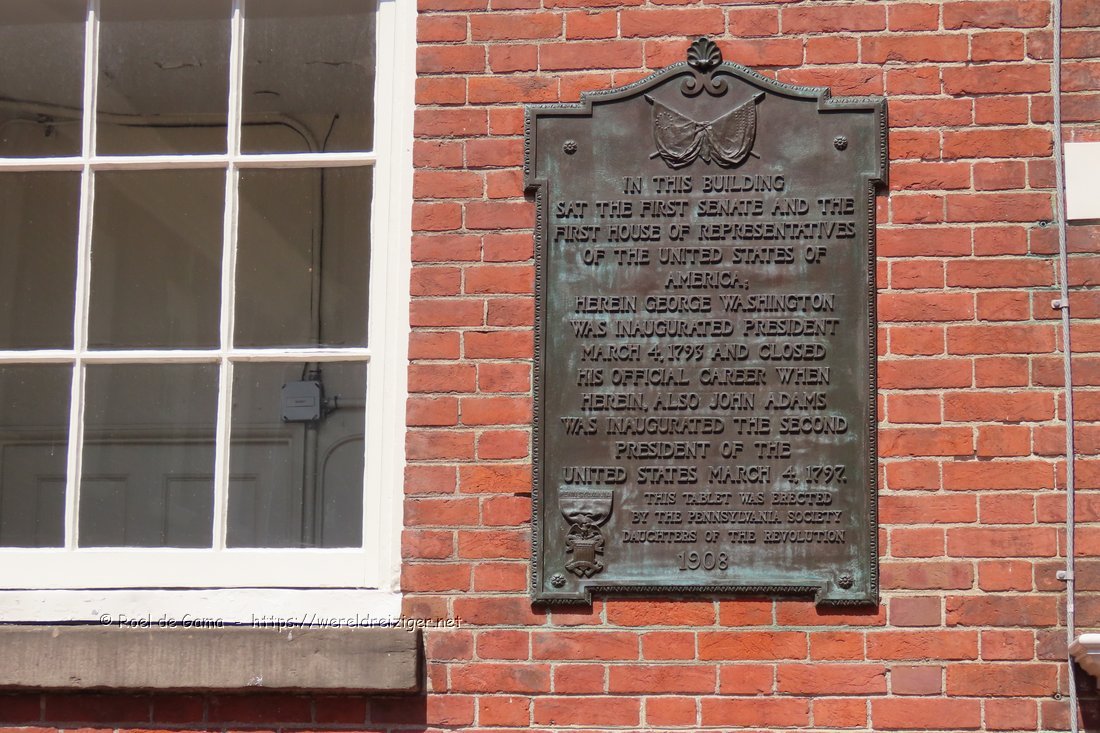 IN THIS BUILDING
SAT THE FIRST SENATE AND THE
FIRST HOUSE OF REPRESENTATIVES
OF THE UNITED STATES OF
AMERICA;
HEREIN GEORGE WASHINGTON
WAS INAUGURATED PRESIDENT
MARCH 4, 1793 AND CLOSED
HIS OFFICIAL CAREER WHEN
HEREIN, ALSO JOHN ADAMS
WAS INAUGURATED THE SECOND
PRESIDENT OF THE
UNITED STATES MARCH 4, 1797.
THIS TABLET WAS ERECTED
BY THE PENNSYLVANIA SOCIETY
DAUGHTERS OF THE REVOLUTION
1908
PENNSYLVANIA
© Roel de Gama - https://wereldreiziger.net